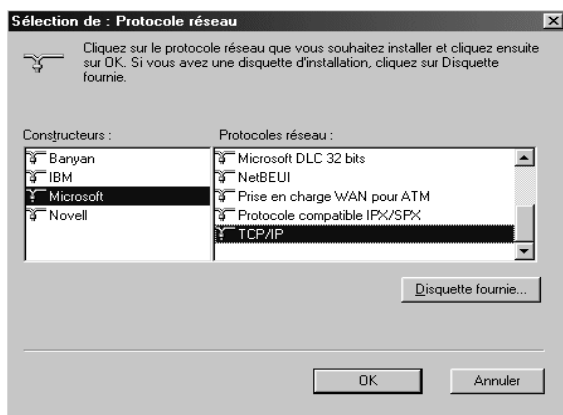 Sélection de : Protocole réseau
Cliquez sur le protocole réseau que vous souhaitez installer et cliquez ensuite
sur OK. Si vous avez une disquette d'installation, cliquez sur Disquette
fournie.
Constructeurs :
Banyan
IBM
Microsoft
Novell
Protocoles réseau :
Microsoft DLC 32 bits
NetBEUI
Prise en charge WAN pour ATM
Protocole compatible IPX/SPX
TCP/IP
Disquette fournie...
OK
Annuler